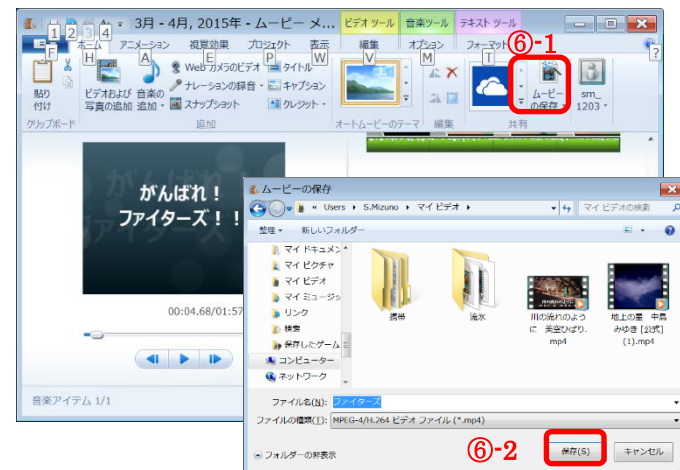 3月 - 4月, 2015年 - ムービー メ...
ビデオ ツール 音楽ツール テキスト ツール
1 2 3 4
ホーム アニメーション 視覚効果 プロジェクト 表示 編集 オプション フォーマット
⑥-1
F H A E P W V M T ?
貼り付け
ビデオおよび写真の追加
音楽の追加
Webカメラのビデオ
ナレーションの録音
スナップショット
タイトル
キャプション
クレジット
ムービーの保存
sm_1203
クリップボード 追加 オートムービーのテーマ 編集 共有
がんばれ！
ファイターズ！！
00:04.68/01:57
音楽アイテム 1/1
ムービーの保存
« Users ▸ S.Mizuno ▸ マイ ビデオ ▸
マイ ビデオの検索
整理 新しいフォルダー
マイ ドキュメン
マイ ピクチャ
マイ ビデオ
マイ ミュージッ
リンク
検索
保存したゲーム
コンピューター
ネットワーク
携帯
流氷
川の流れのように 美空ひばり.mp4
地上の星 中島みゆき [公式] (1).mp4
ファイル名(N): ファイターズ
ファイルの種類(T): MPEG-4/H.264 ビデオ ファイル (*.mp4)
⑥-2
フォルダーの非表示
保存(S) キャンセル